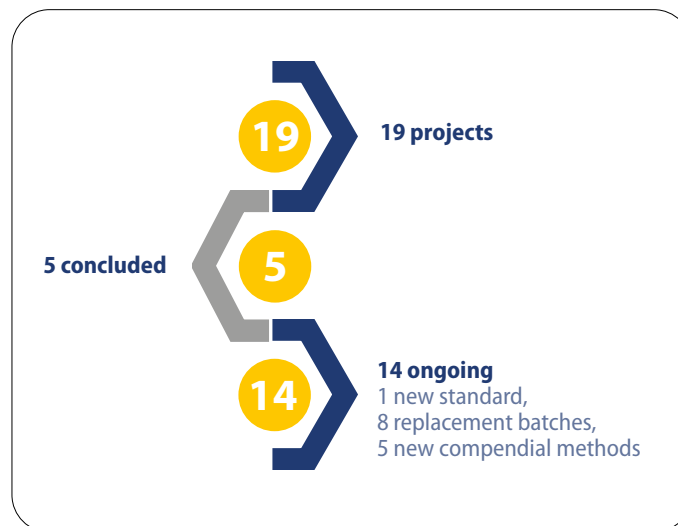 19
19 projects
5 concluded
5
14
14 ongoing
1 new standard,
8 replacement batches,
5 new compendial methods